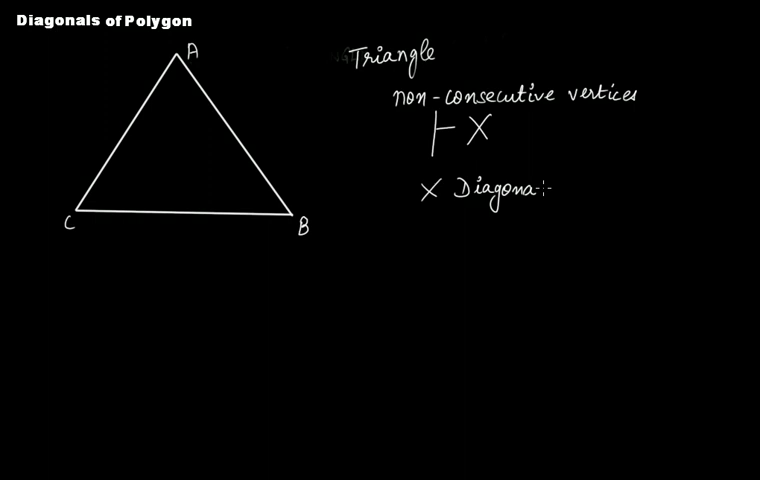 Diagonals of Polygon
A
Triangle
non-consecutive vertices
X
X Diagona
C
B